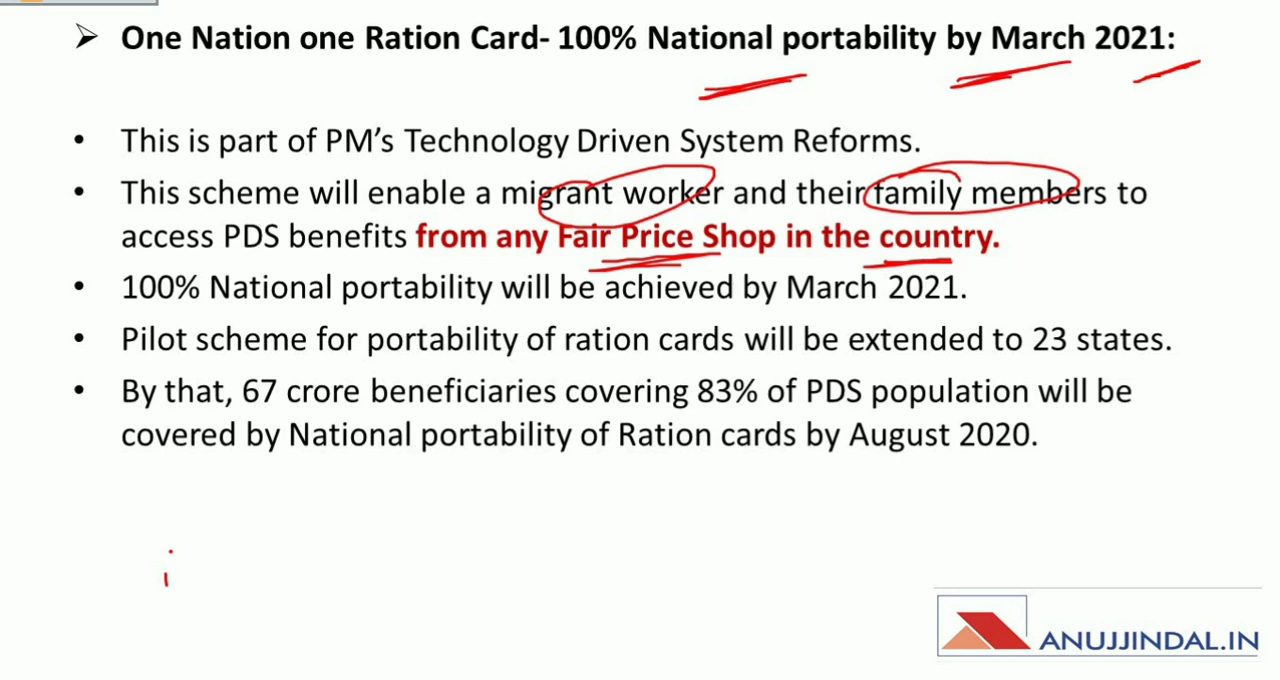 ➢ One Nation one Ration Card- 100% National portability by March 2021:
• This is part of PM’s Technology Driven System Reforms.
• This scheme will enable a migrant worker and their family members to
access PDS benefits from any Fair Price Shop in the country.
• 100% National portability will be achieved by March 2021.
• Pilot scheme for portability of ration cards will be extended to 23 states.
• By that, 67 crore beneficiaries covering 83% of PDS population will be
covered by National portability of Ration cards by August 2020.
ANUJJINDAL.IN